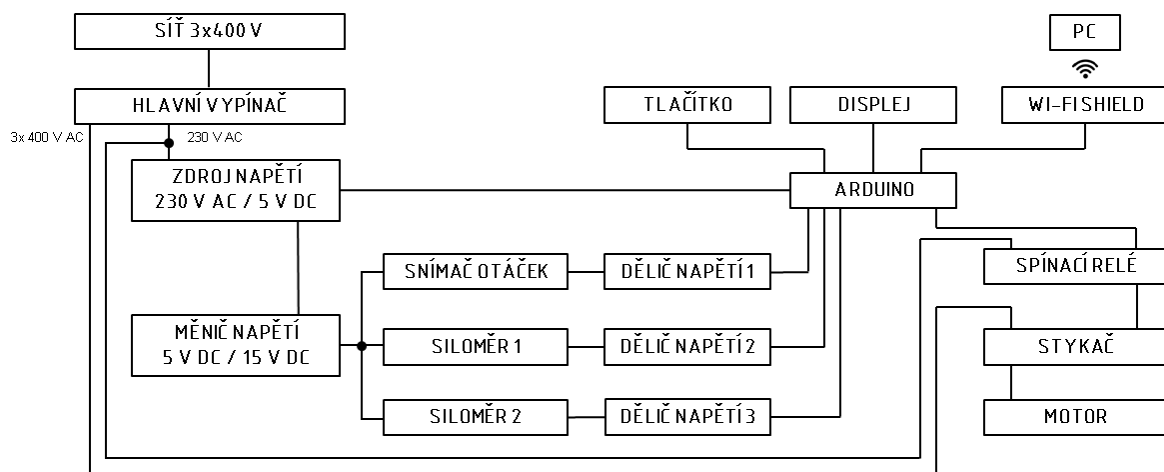 SÍŤ 3x400 V
PC
HLAVNÍ VYPÍNAČ
TLAČÍTKO
DISPLEJ
WI-FI SHIELD
3x 400 V AC
230 V AC
ZDROJ NAPĚTÍ
230 V AC / 5 V DC
ARDUINO
SNÍMAČ OTÁČEK
DĚLIČ NAPĚTÍ 1
SPÍNACÍ RELÉ
MĚNIČ NAPĚTÍ
5 V DC / 15 V DC
SILOMĚR 1
DĚLIČ NAPĚTÍ 2
STYKAČ
SILOMĚR 2
DĚLIČ NAPĚTÍ 3
MOTOR